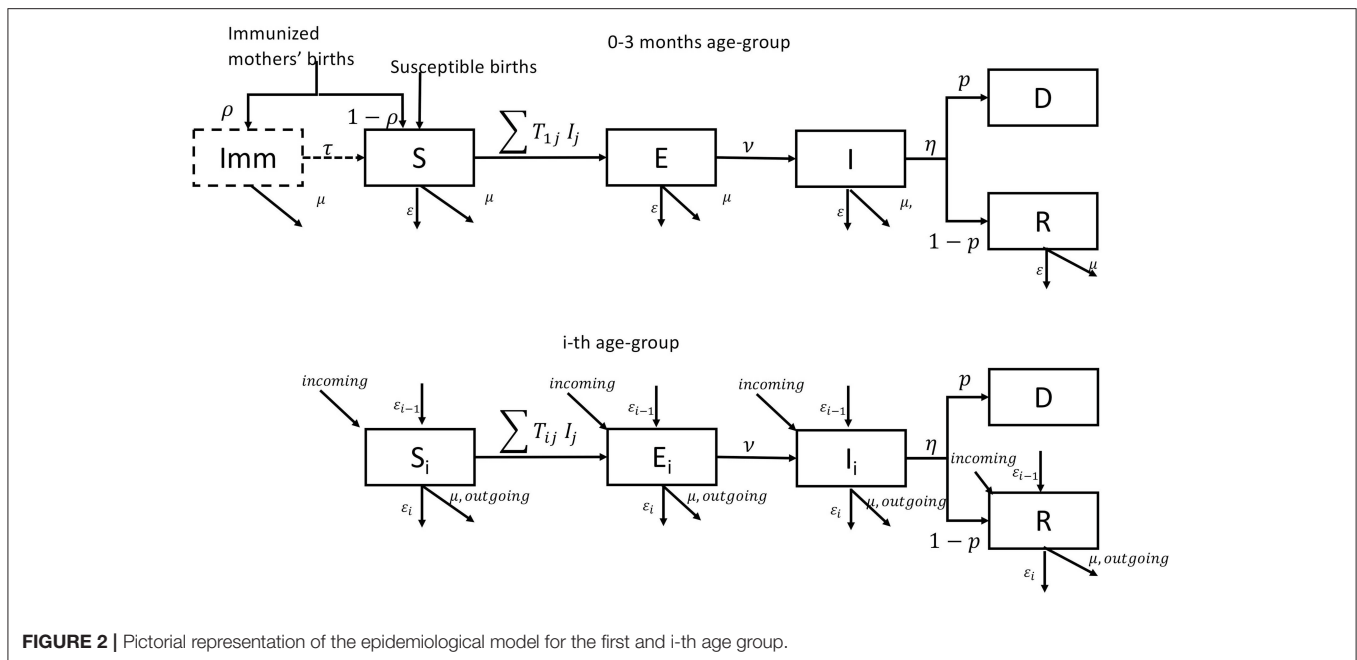 Immunized
mothers' births
0-3 months age-group
Susceptible births
ρ
1 − ρ
∑ T₁ⱼ Iⱼ
p
D
Imm
τ
S
E
ν
I
η
μ
ε
μ
ε
μ
ε
μ,
1 − p
R
ε
μ
i-th age-group
incoming
εᵢ₋₁
∑ Tᵢⱼ Iⱼ
incoming
εᵢ₋₁
incoming
εᵢ₋₁
p
D
Sᵢ
Eᵢ
ν
Iᵢ
η
incoming
εᵢ₋₁
εᵢ
μ, outgoing
εᵢ
μ, outgoing
εᵢ
μ, outgoing
1 − p
R
εᵢ
μ, outgoing
FIGURE 2 | Pictorial representation of the epidemiological model for the first and i-th age group.